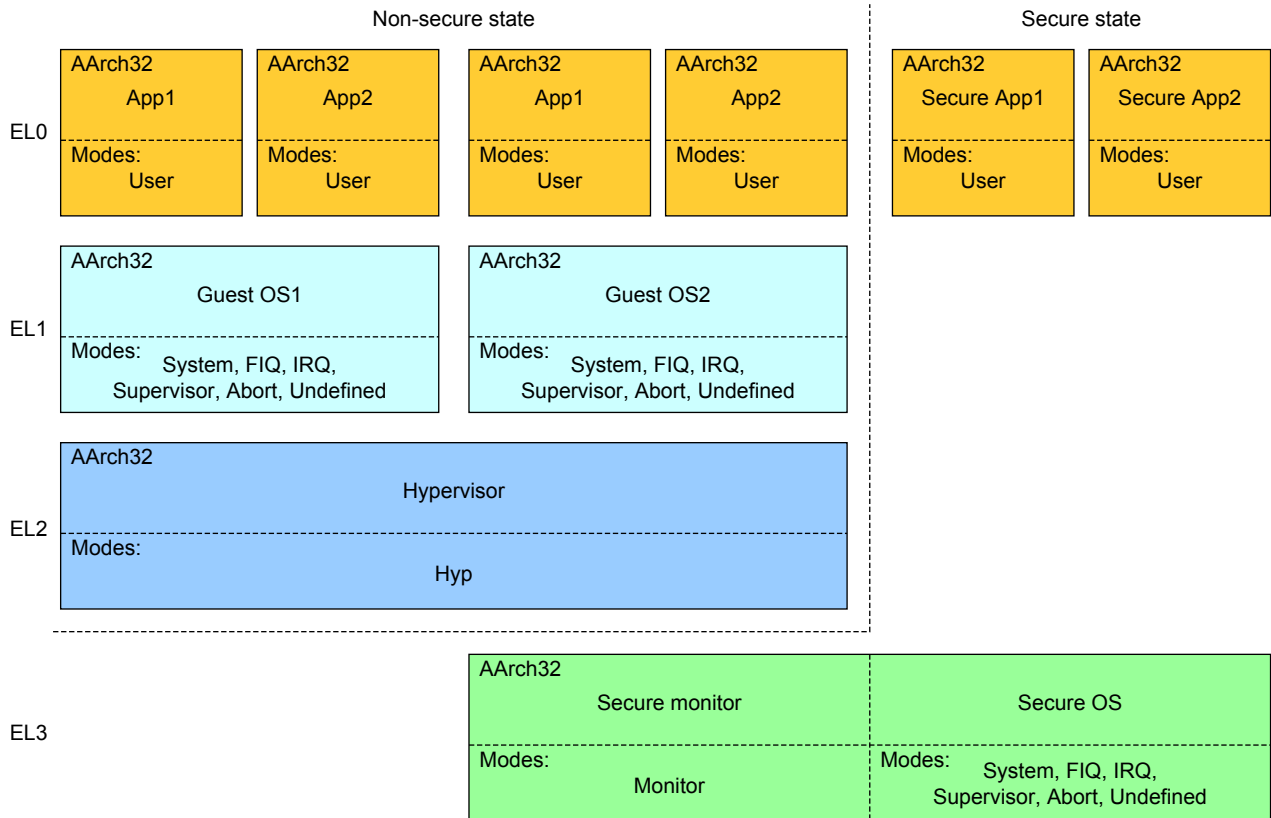 Non-secure state
Secure state
AArch32
App1
Modes:
User
AArch32
App2
Modes:
User
AArch32
App1
Modes:
User
AArch32
App2
Modes:
User
AArch32
Secure App1
Modes:
User
AArch32
Secure App2
Modes:
User
EL0
AArch32
Guest OS1
Modes:
System, FIQ, IRQ,
Supervisor, Abort, Undefined
AArch32
Guest OS2
Modes:
System, FIQ, IRQ,
Supervisor, Abort, Undefined
EL1
AArch32
Hypervisor
Modes:
Hyp
EL2
AArch32
Secure monitor
Modes:
Monitor
Secure OS
Modes:
System, FIQ, IRQ,
Supervisor, Abort, Undefined
EL3